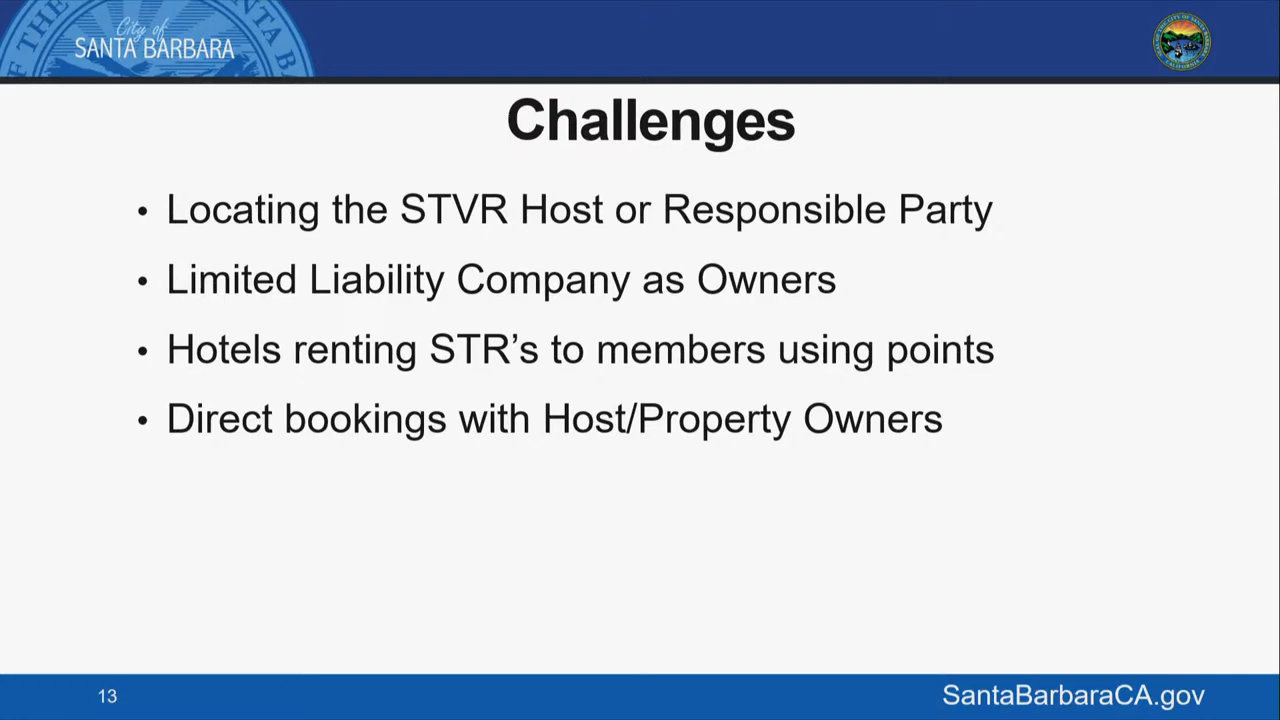 City of
SANTA BARBARA
Challenges
• Locating the STVR Host or Responsible Party
• Limited Liability Company as Owners
• Hotels renting STR’s to members using points
• Direct bookings with Host/Property Owners
13
SantaBarbaraCA.gov